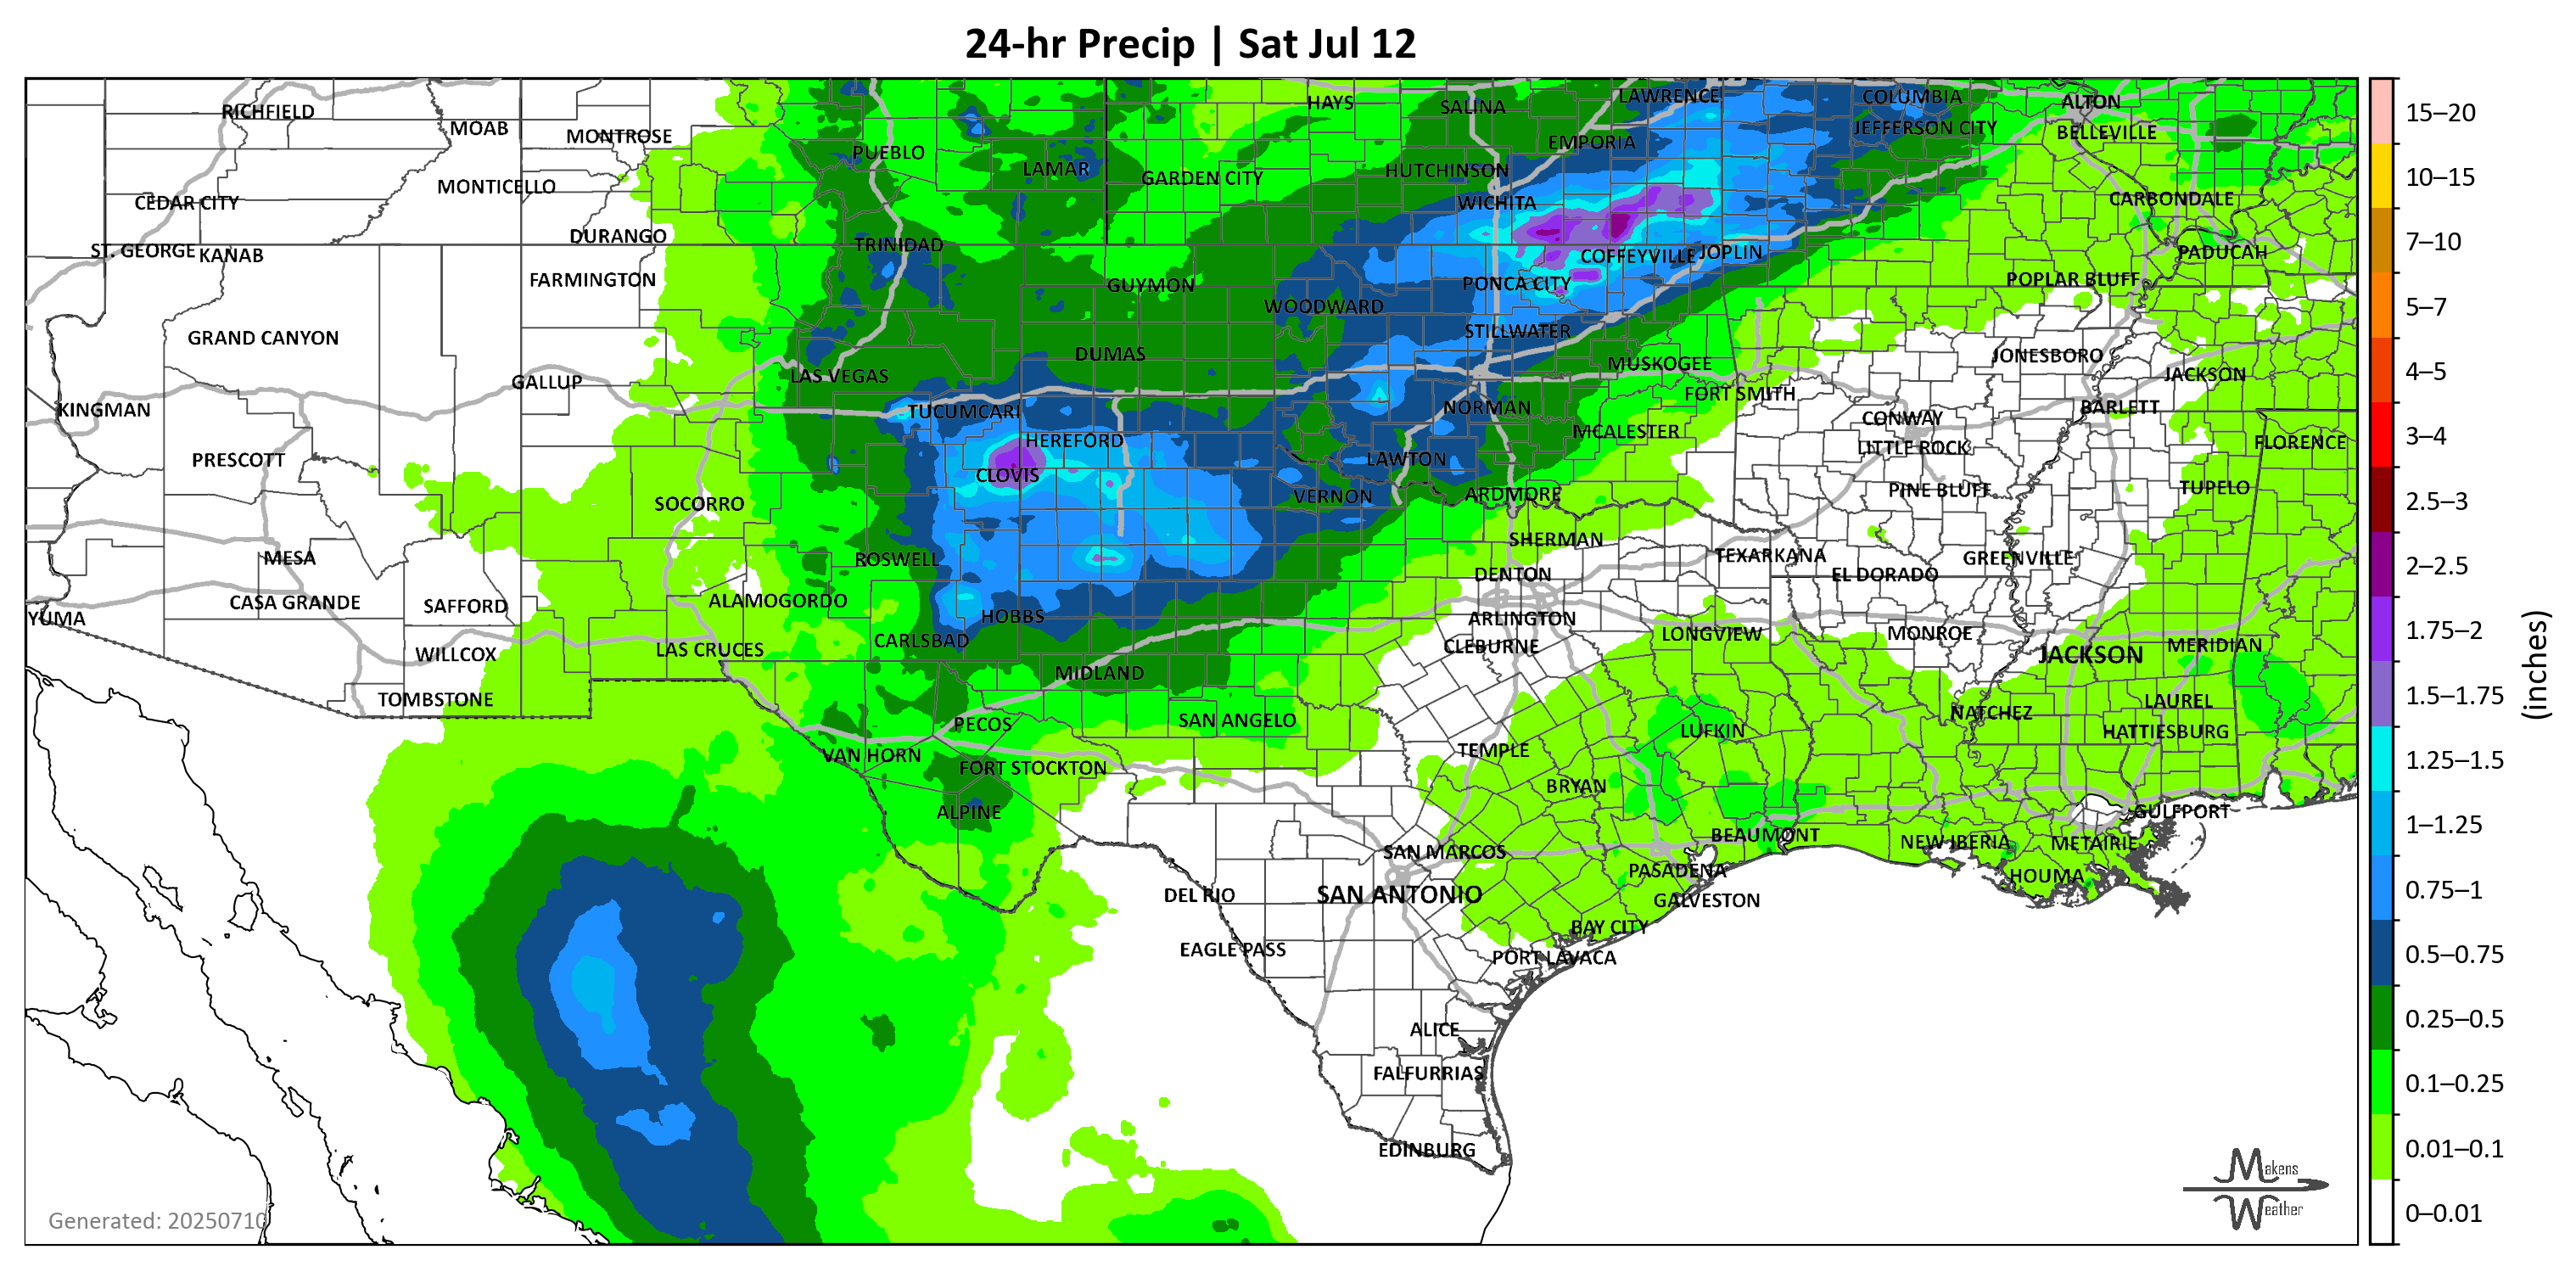 24-hr Precip | Sat Jul 12
RICHFIELD
MOAB
MONTROSE
PUEBLO
LAMAR
HAYS
SALINA
LAWRENCE
COLUMBIA
ALTON
JEFFERSON CITY
BELLEVILLE
EMPORIA
GARDEN CITY
HUTCHINSON
MONTICELLO
CEDAR CITY
WICHITA
CARBONDALE
DURANGO
TRINIDAD
ST. GEORGE
KANAB
COFFEYVILLE
JOPLIN
PADUCAH
FARMINGTON
GUYMON
PONCA CITY
POPLAR BLUFF
WOODWARD
GRAND CANYON
STILLWATER
DUMAS
JONESBORO
MUSKOGEE
GALLUP
LAS VEGAS
JACKSON
FORT SMITH
KINGMAN
TUCUMCARI
NORMAN
BARLETT
CONWAY
HEREFORD
MCALESTER
LITTLE ROCK
FLORENCE
PRESCOTT
CLOVIS
LAWTON
PINE BLUFF
TUPELO
SOCORRO
VERNON
ARDMORE
SHERMAN
MESA
ROSWELL
TEXARKANA
GREENVILLE
DENTON
EL DORADO
CASA GRANDE
SAFFORD
ALAMOGORDO
YUMA
HOBBS
ARLINGTON
CARLSBAD
CLEBURNE
LONGVIEW
MONROE
WILLCOX
LAS CRUCES
JACKSON
MERIDIAN
MIDLAND
TOMBSTONE
PECOS
SAN ANGELO
NATCHEZ
LAUREL
LUFKIN
HATTIESBURG
VAN HORN
TEMPLE
FORT STOCKTON
BRYAN
ALPINE
GULFPORT
BEAUMONT
SAN MARCOS
NEW IBERIA
METAIRIE
PASADENA
HOUMA
DEL RIO
SAN ANTONIO
GALVESTON
BAY CITY
EAGLE PASS
PORT LAVACA
ALICE
FALFURRIAS
EDINBURG
Generated: 20250710
Makens
Weather
15–20
10–15
7–10
5–7
4–5
3–4
2.5–3
2–2.5
1.75–2
1.5–1.75
1.25–1.5
1–1.25
0.75–1
0.5–0.75
0.25–0.5
0.1–0.25
0.01–0.1
0–0.01
(inches)